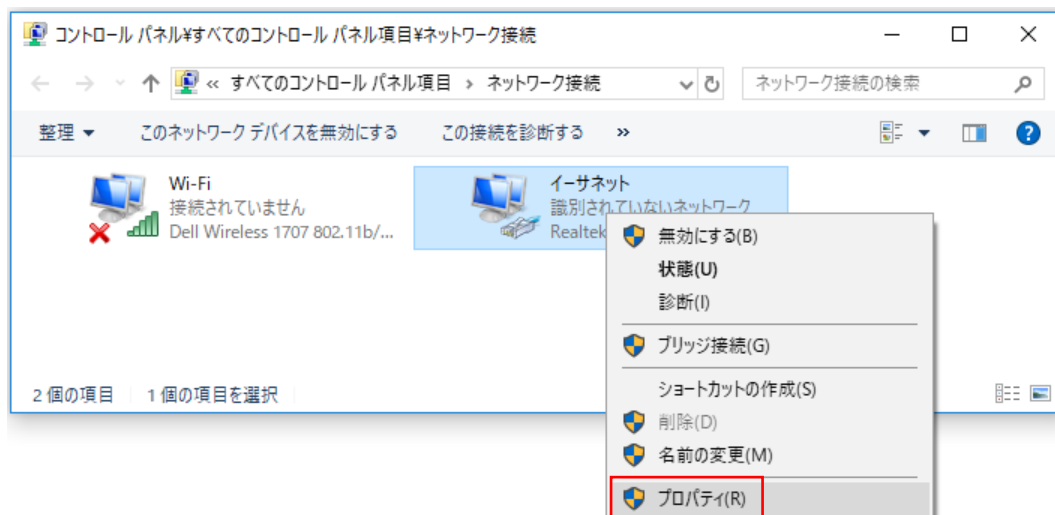 コントロール パネル¥すべてのコントロール パネル項目¥ネットワーク接続
« すべてのコントロール パネル項目 › ネットワーク接続
ネットワーク接続の検索
整理 このネットワーク デバイスを無効にする この接続を診断する »
Wi-Fi
接続されていません
Dell Wireless 1707 802.11b/...
イーサネット
識別されていないネットワーク
Realtek
無効にする(B)
状態(U)
診断(I)
ブリッジ接続(G)
ショートカットの作成(S)
削除(D)
名前の変更(M)
プロパティ(R)
2 個の項目 1 個の項目を選択